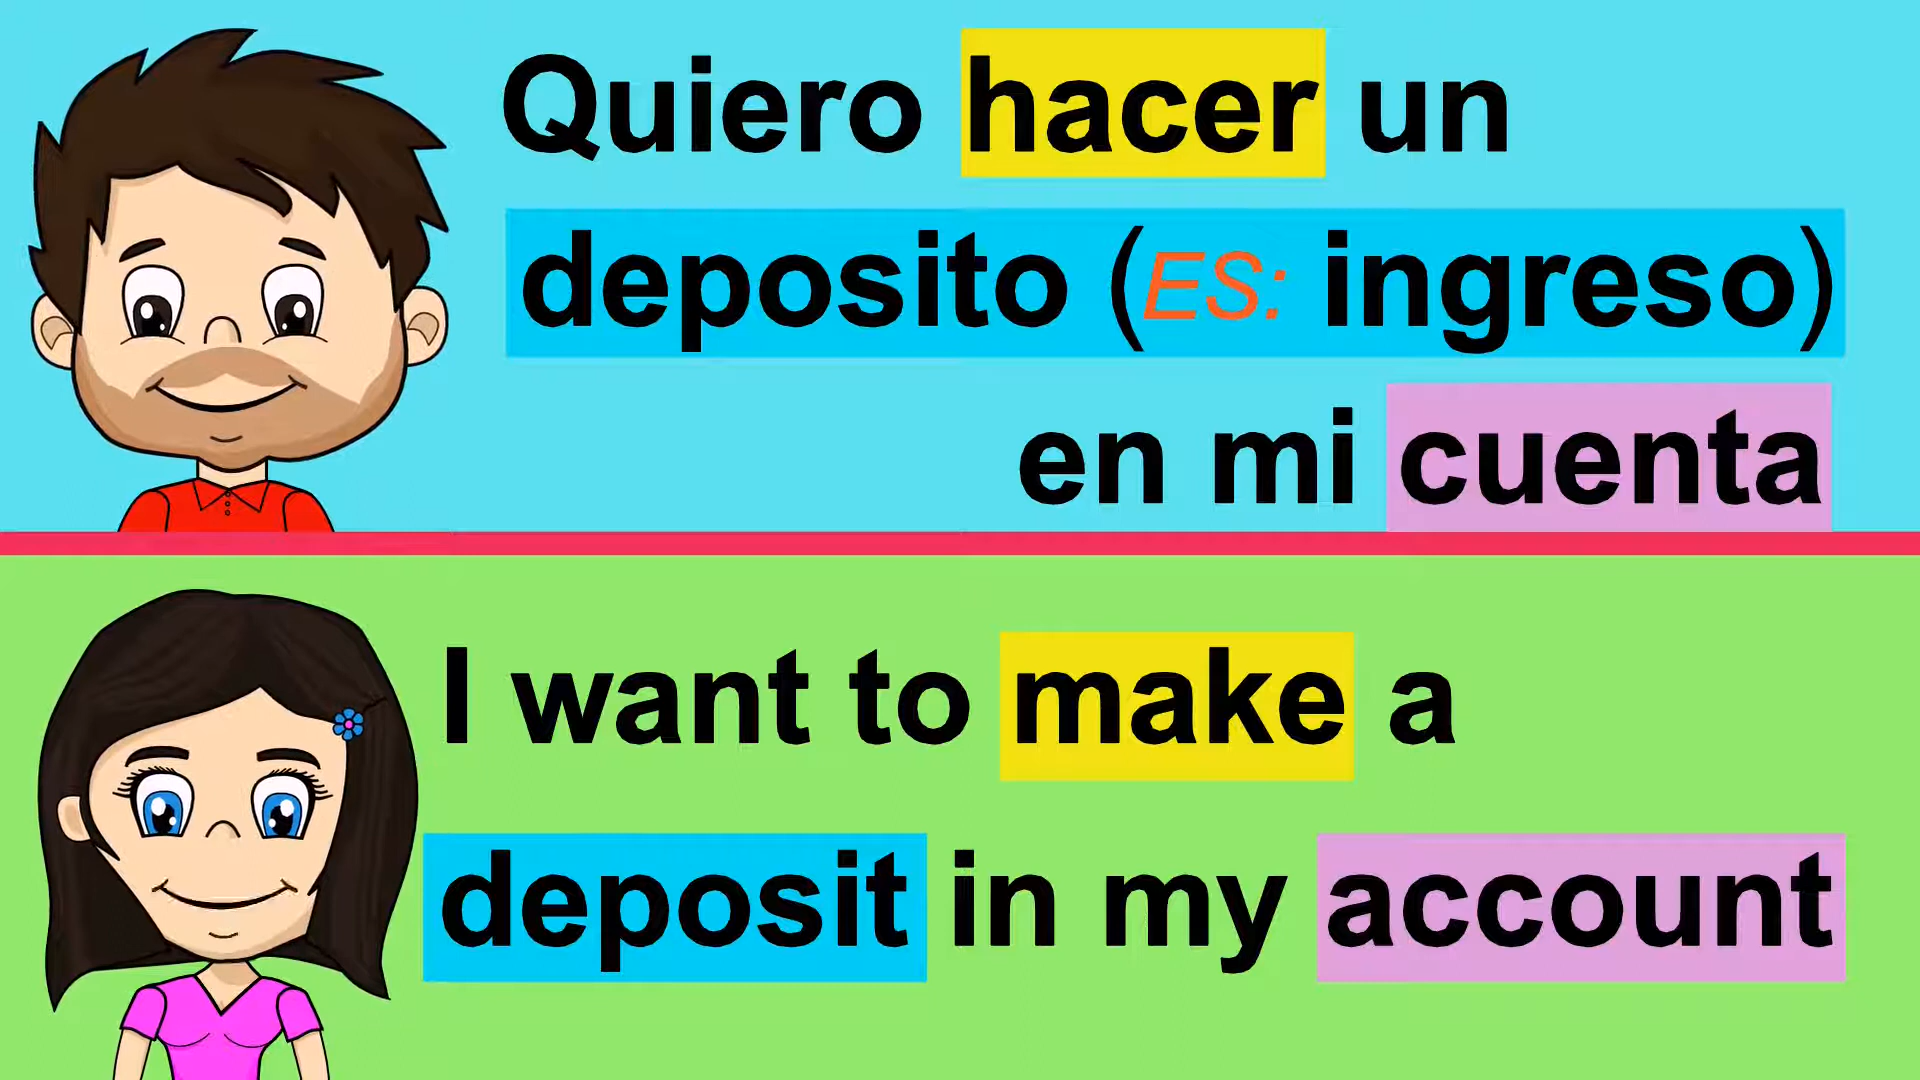 Quiero hacer un
deposito (ES: ingreso)
en mi cuenta
I want to make a
deposit in my account